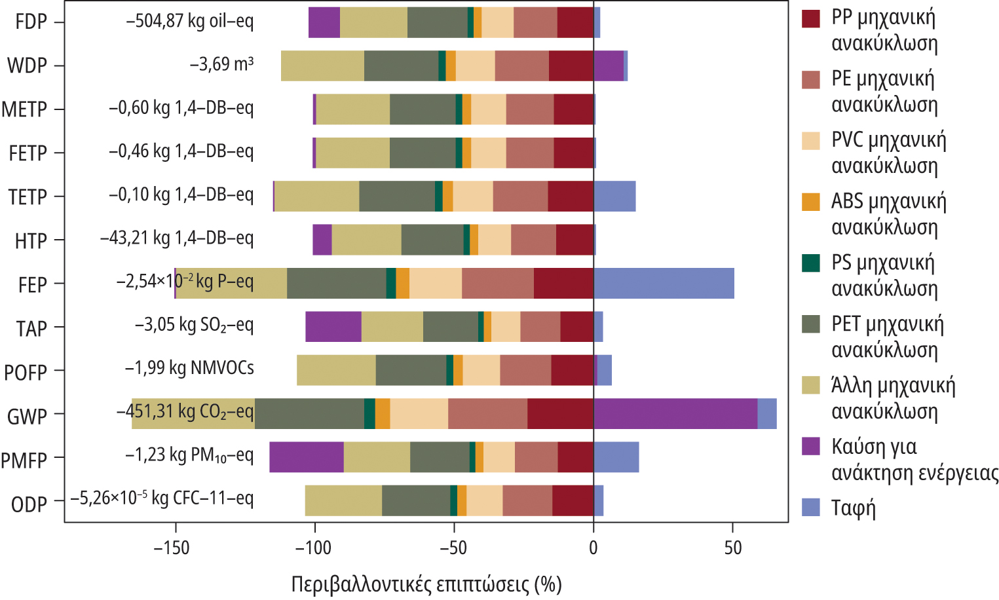 FDP
–504,87 kg oil–eq
WDP
–3,69 m³
METP
–0,60 kg 1,4–DB–eq
FETP
–0,46 kg 1,4–DB–eq
TETP
–0,10 kg 1,4–DB–eq
HTP
–43,21 kg 1,4–DB–eq
FEP
–2,54×10⁻² kg P–eq
TAP
–3,05 kg SO₂–eq
POFP
–1,99 kg NMVOCs
GWP
–451,31 kg CO₂–eq
PMFP
–1,23 kg PM₁₀–eq
ODP
–5,26×10⁻⁵ kg CFC–11–eq
–150
–100
–50
0
50
Περιβαλλοντικές επιπτώσεις (%)
PP μηχανική
ανακύκλωση
PE μηχανική
ανακύκλωση
PVC μηχανική
ανακύκλωση
ABS μηχανική
ανακύκλωση
PS μηχανική
ανακύκλωση
PET μηχανική
ανακύκλωση
Άλλη μηχανική
ανακύκλωση
Καύση για
ανάκτηση ενέργειας
Ταφή